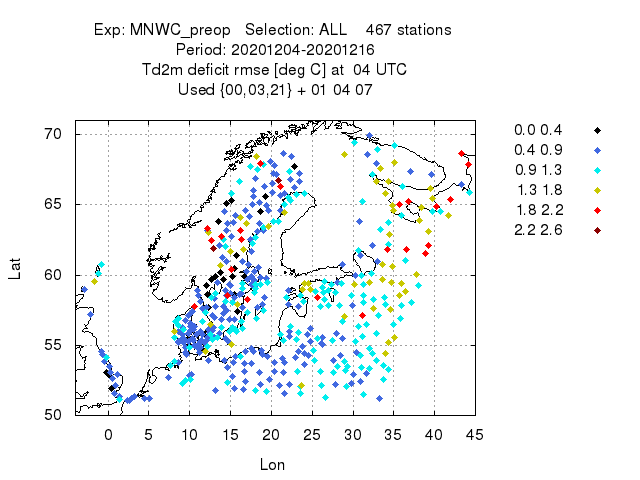 Exp: MNWC_preop   Selection: ALL    467 stations
Period: 20201204-20201216
Td2m deficit rmse [deg C] at  04 UTC
Used {00,03,21} + 01 04 07
0.0 0.4
0.4 0.9
0.9 1.3
1.3 1.8
1.8 2.2
2.2 2.6
70
65
60
55
50
Lat
0 5 10 15 20 25 30 35 40 45
Lon